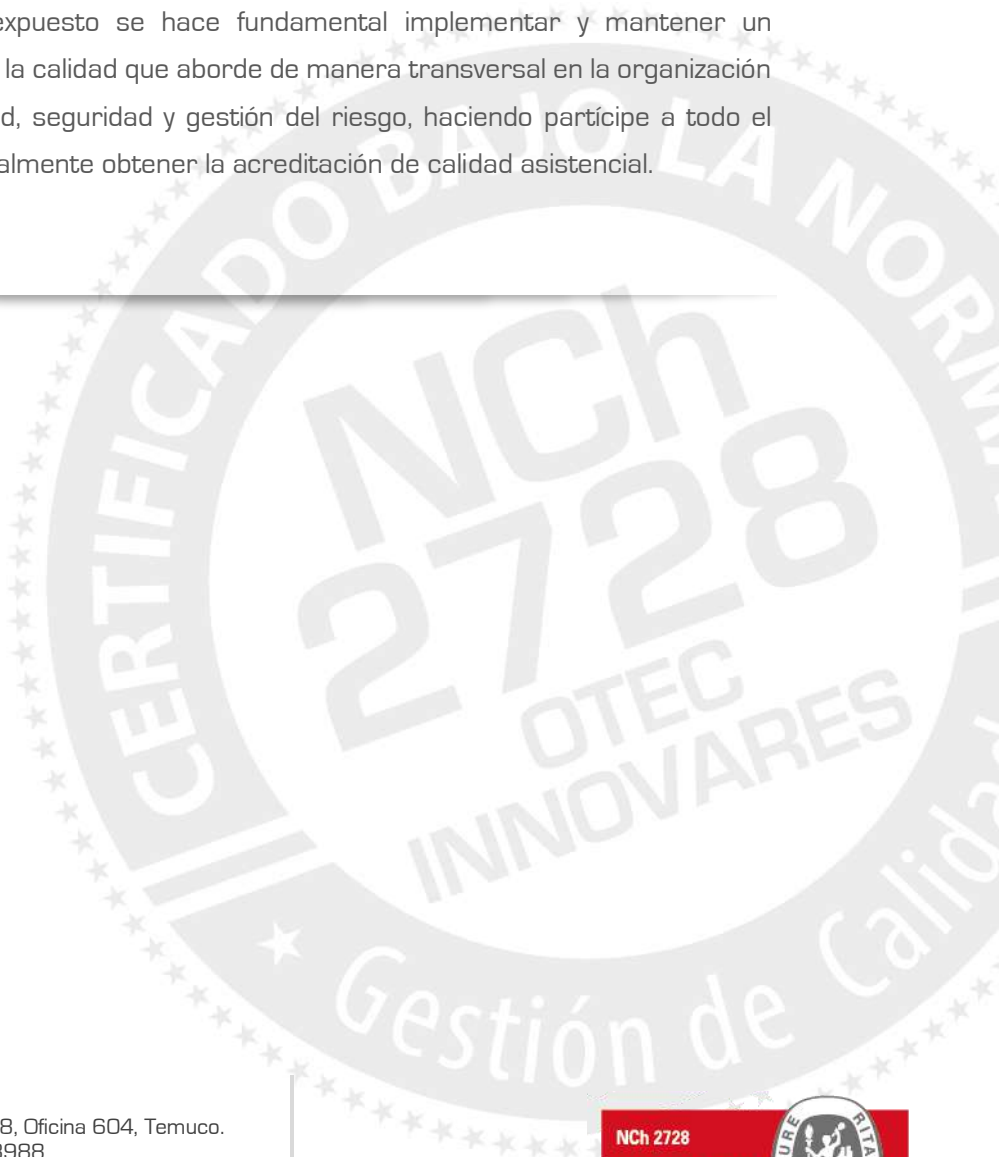 expuesto se hace fundamental implementar y mantener un
la calidad que aborde de manera transversal en la organización
d, seguridad y gestión del riesgo, haciendo partícipe a todo el
almente obtener la acreditación de calidad asistencial.
CERTIFICADO BAJO LA NORMA
NCh
2728
OTEC
INNOVARES
Gestión de Calidad
8, Oficina 604, Temuco.
3988
NCh 2728